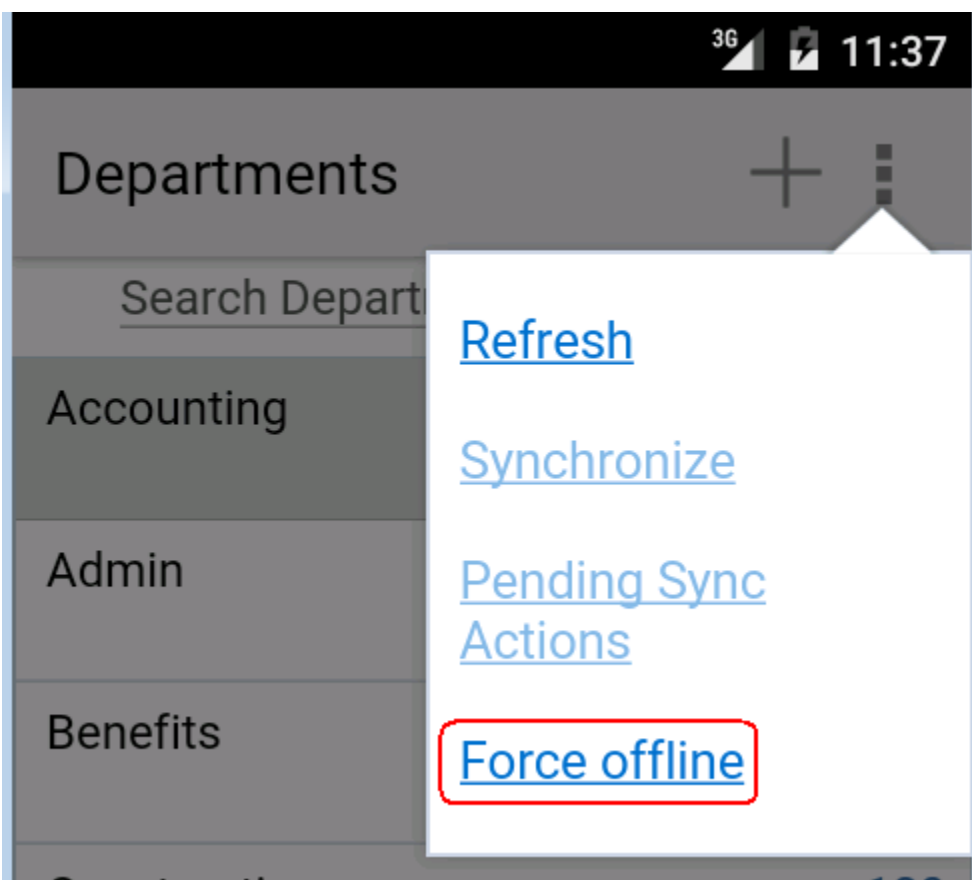 3G 11:37
Departments
Search Depart
Refresh
Accounting
Synchronize
Admin
Pending Sync
Actions
Benefits
Force offline